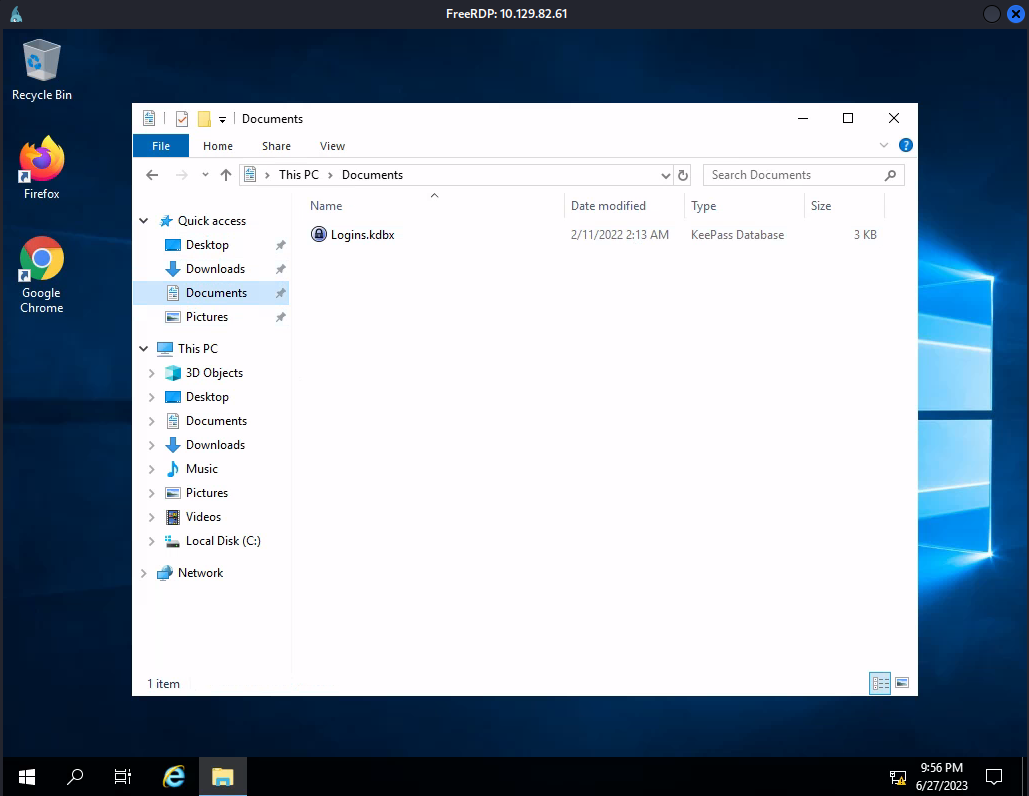 FreeRDP: 10.129.82.61
Recycle Bin
Firefox
Google
Chrome
Documents
File Home Share View
This PC Documents
Search Documents
Name Date modified Type Size
Logins.kdbx 2/11/2022 2:13 AM KeePass Database 3 KB
Quick access
Desktop
Downloads
Documents
Pictures
This PC
3D Objects
Desktop
Documents
Downloads
Music
Pictures
Videos
Local Disk (C:)
Network
1 item
9:56 PM
6/27/2023